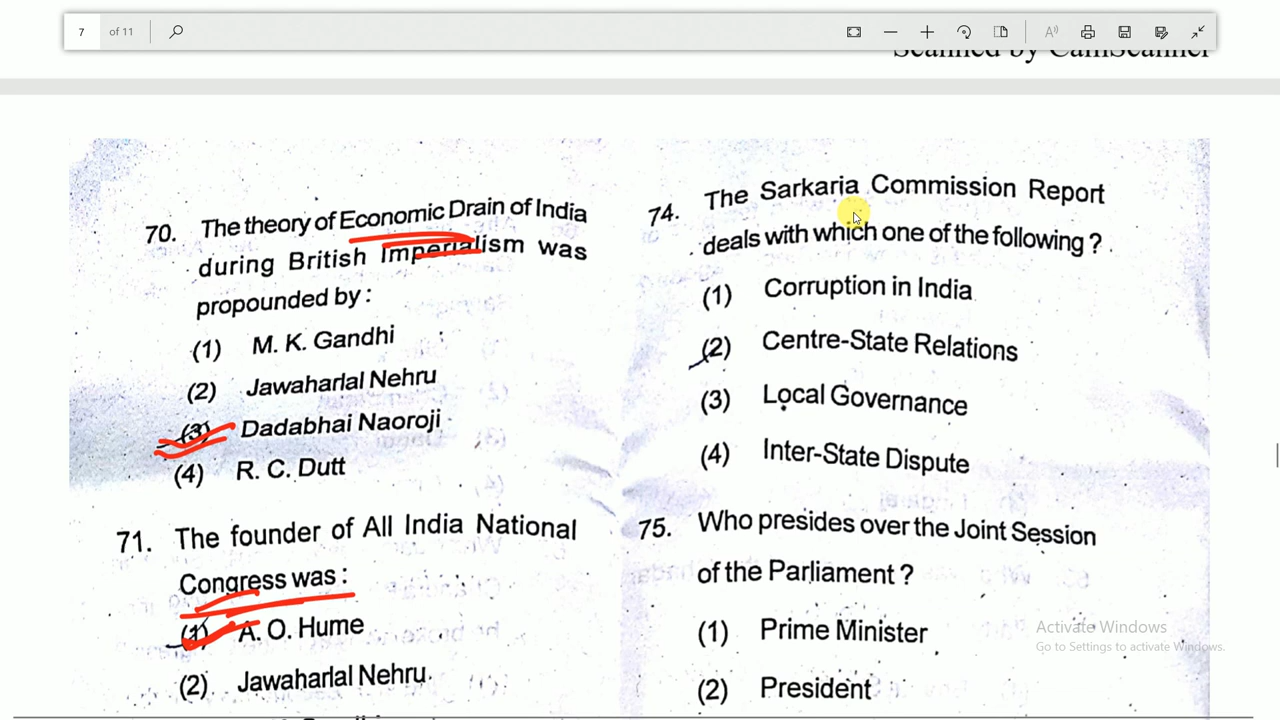 7 of 11
Scanned by CamScanner
70. The theory of Economic Drain of India
during British Imperialism was
propounded by :
(1) M. K. Gandhi
(2) Jawaharlal Nehru
(3) Dadabhai Naoroji
(4) R. C. Dutt
71. The founder of All India National
Congress was :
(1) A. O. Hume
(2) Jawaharlal Nehru
74. The Sarkaria Commission Report
deals with which one of the following ?
(1) Corruption in India
(2) Centre-State Relations
(3) Local Governance
(4) Inter-State Dispute
75. Who presides over the Joint Session
of the Parliament ?
(1) Prime Minister
(2) President
Activate Windows
Go to Settings to activate Windows.